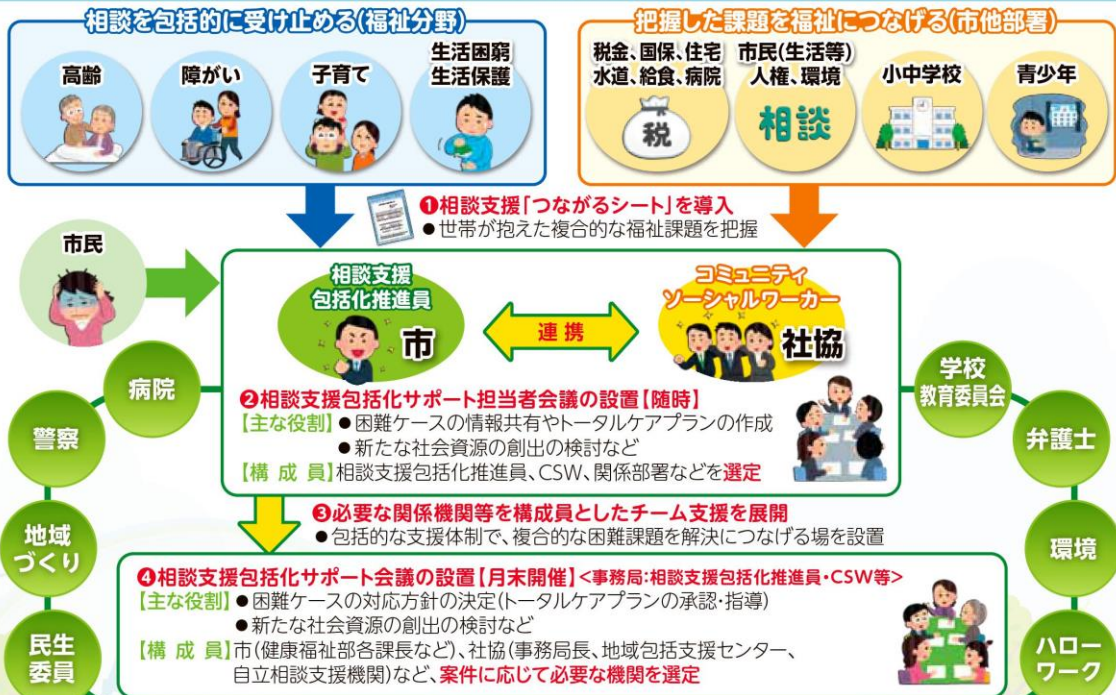 相談を包括的に受け止める(福祉分野)
高齢
障がい
子育て
生活困窮
生活保護
把握した課題を福祉につなげる(市他部署)
税金、国保、住宅
水道、給食、病院
税
市民(生活等)
人権、環境
相談
小中学校
青少年
❶相談支援「つながるシート」を導入
●世帯が抱えた複合的な福祉課題を把握
市民
相談支援
包括化推進員
市
連携
コミュニティ
ソーシャルワーカー
社協
❷相談支援包括化サポート担当者会議の設置【随時】
【主な役割】●困難ケースの情報共有やトータルケアプランの作成
●新たな社会資源の創出の検討など
【構成員】相談支援包括化推進員、CSW、関係部署などを選定
❸必要な関係機関等を構成員としたチーム支援を展開
●包括的な支援体制で、複合的な困難課題を解決につなげる場を設置
❹相談支援包括化サポート会議の設置【月末開催】<事務局:相談支援包括化推進員・CSW等>
【主な役割】●困難ケースの対応方針の決定(トータルケアプランの承認・指導)
●新たな社会資源の創出の検討など
【構成員】市(健康福祉部各課長など)、社協(事務局長、地域包括支援センター、
自立相談支援機関)など、案件に応じて必要な機関を選定
病院
警察
地域
づくり
民生
委員
学校
教育委員会
弁護士
環境
ハロー
ワーク